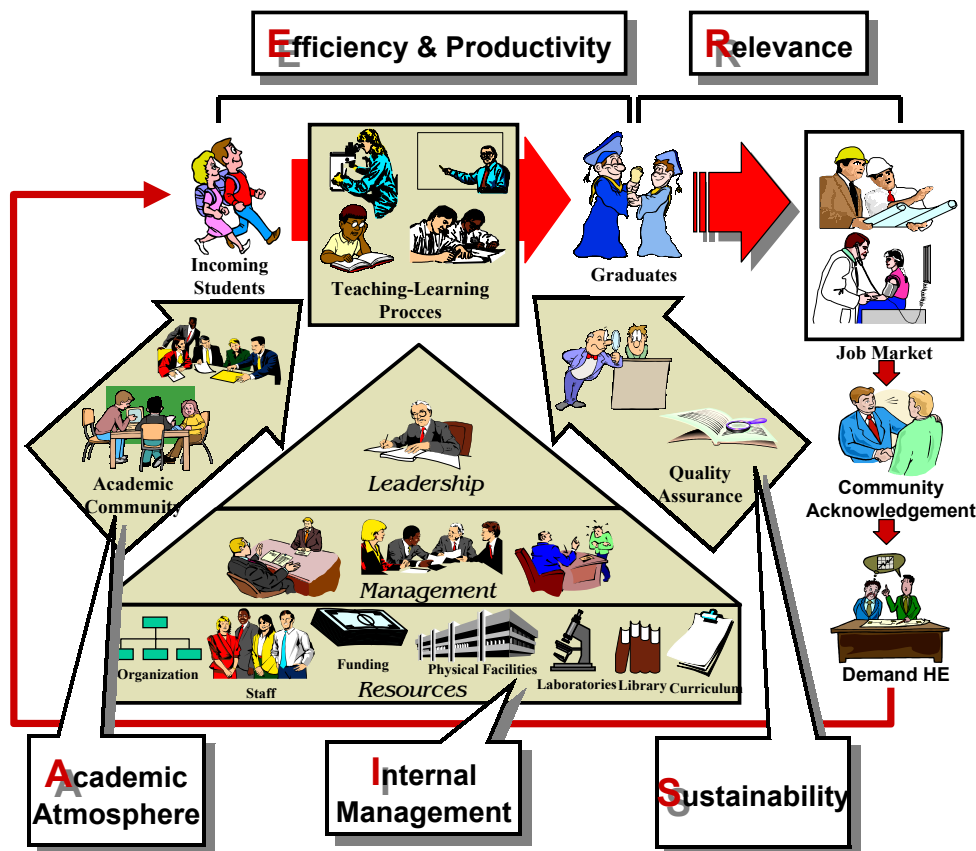 Efficiency & Productivity
Relevance
Incoming
Students
Teaching-Learning
Procces
Graduates
Job Market
Academic
Community
Leadership
Quality
Assurance
Community
Acknowledgement
Management
Organization
Staff
Funding
Physical Facilities
Laboratories
Library
Curriculum
Resources
Demand HE
Academic
Atmosphere
Internal
Management
Sustainability